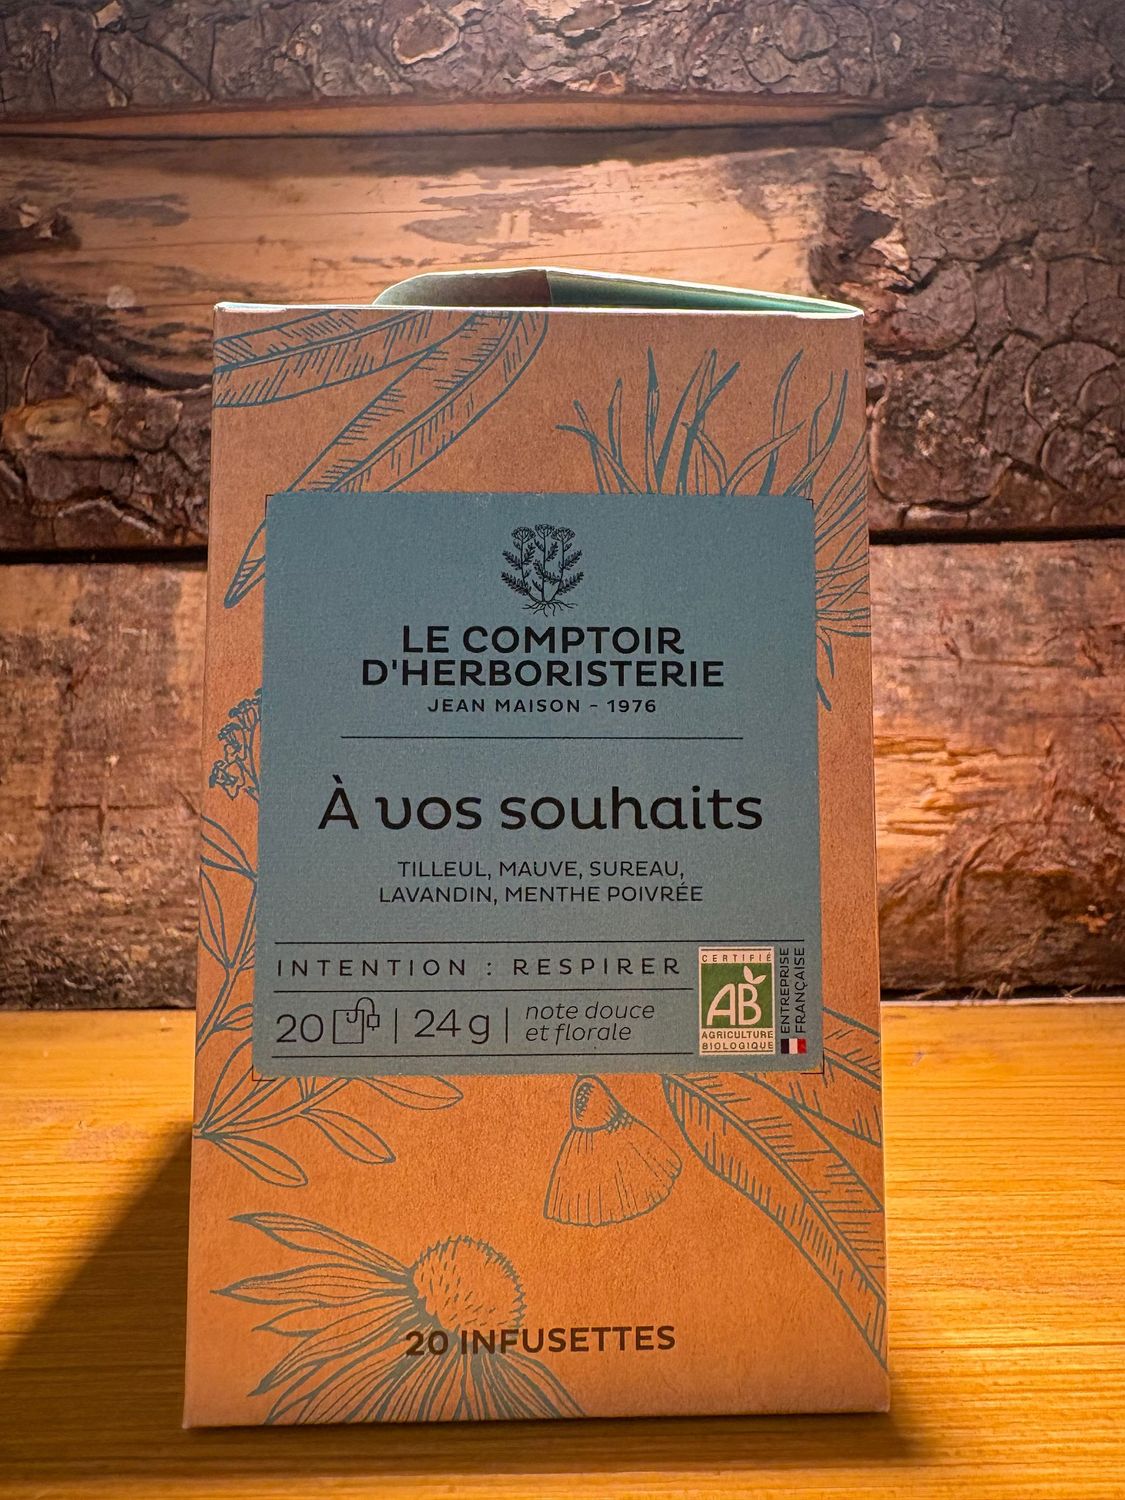 LE COMPTOIR
D'HERBORISTERIE
JEAN MAISON - 1976
À vos souhaits
TILLEUL, MAUVE, SUREAU,
LAVANDIN, MENTHE POIVRÉE
INTENTION : RESPIRER
20 | 24g | note douce
et florale
CERTIFIÉ
AB
AGRICULTURE
BIOLOGIQUE
ENTREPRISE
FRANÇAISE
20 INFUSETTES